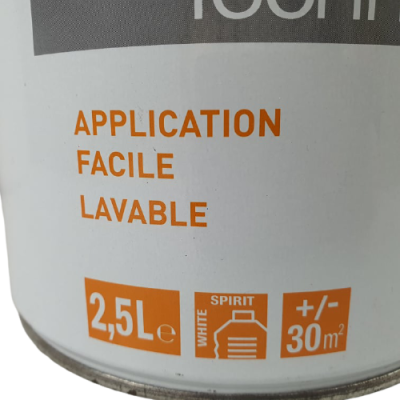 APPLICATION
FACILE
LAVABLE
2,5L℮
WHITE SPIRIT
+/-
30m²